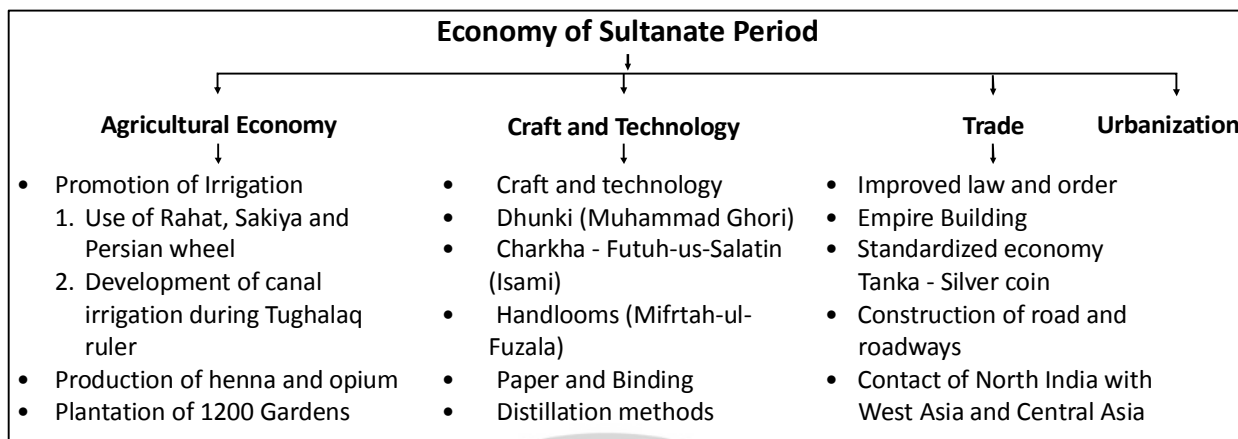 Economy of Sultanate Period
Agricultural Economy
• Promotion of Irrigation
1. Use of Rahat, Sakiya and
Persian wheel
2. Development of canal
irrigation during Tughalaq
ruler
• Production of henna and opium
• Plantation of 1200 Gardens
Craft and Technology
• Craft and technology
• Dhunki (Muhammad Ghori)
• Charkha - Futuh-us-Salatin
(Isami)
• Handlooms (Mifrtah-ul-
Fuzala)
• Paper and Binding
• Distillation methods
Trade
• Improved law and order
• Empire Building
• Standardized economy
Tanka - Silver coin
• Construction of road and
roadways
• Contact of North India with
West Asia and Central Asia
Urbanization